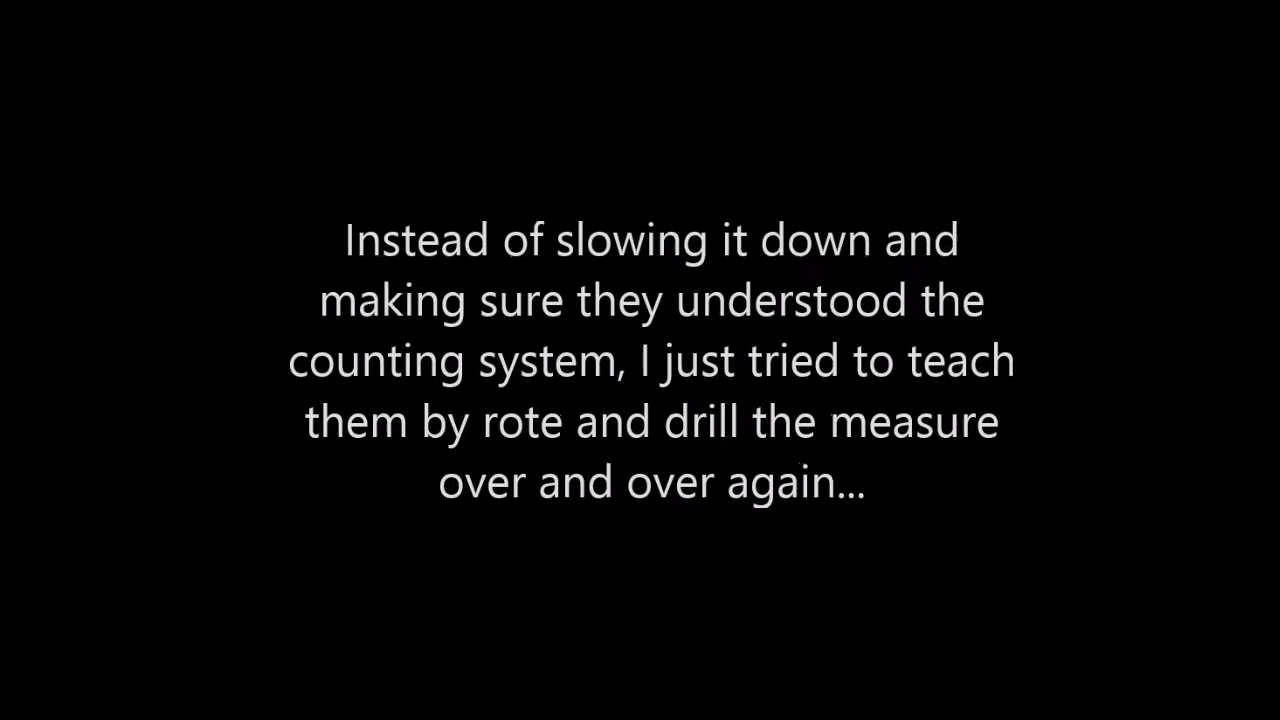 Instead of slowing it down and
making sure they understood the
counting system, I just tried to teach
them by rote and drill the measure
over and over again...